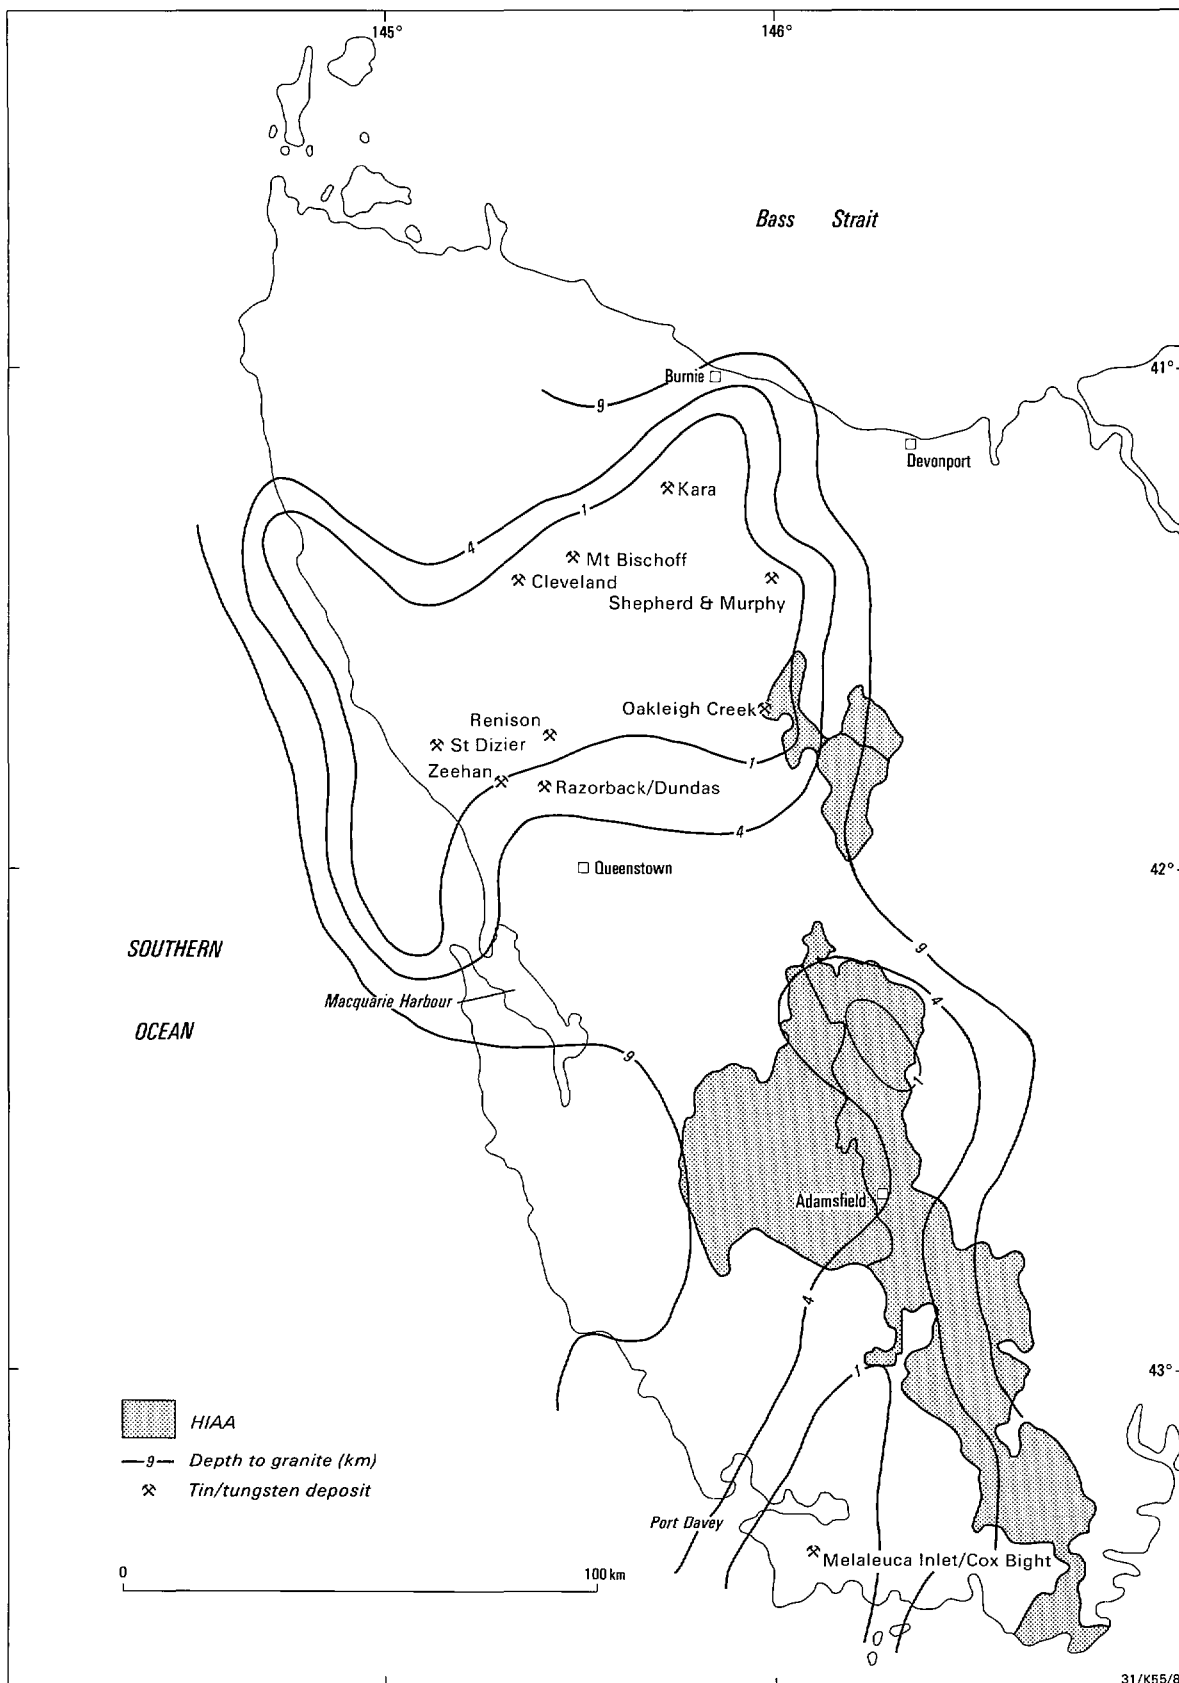 145°
146°
Bass Strait
Burnie
9
41°
Devonport
Kara
1
4
Mt Bischoff
Cleveland
Shepherd & Murphy
Oakleigh Creek
Renison
St Dizier
Zeehan
1
Razorback/Dundas
4
Queenstown
42°
SOUTHERN
OCEAN
9
Macquarie Harbour
4
9
1
Adamsfield
4
1
43°
HIAA
9 Depth to granite (km)
Tin/tungsten deposit
Port Davey
Melaleuca Inlet/Cox Bight
0 100 km
31/K55/8